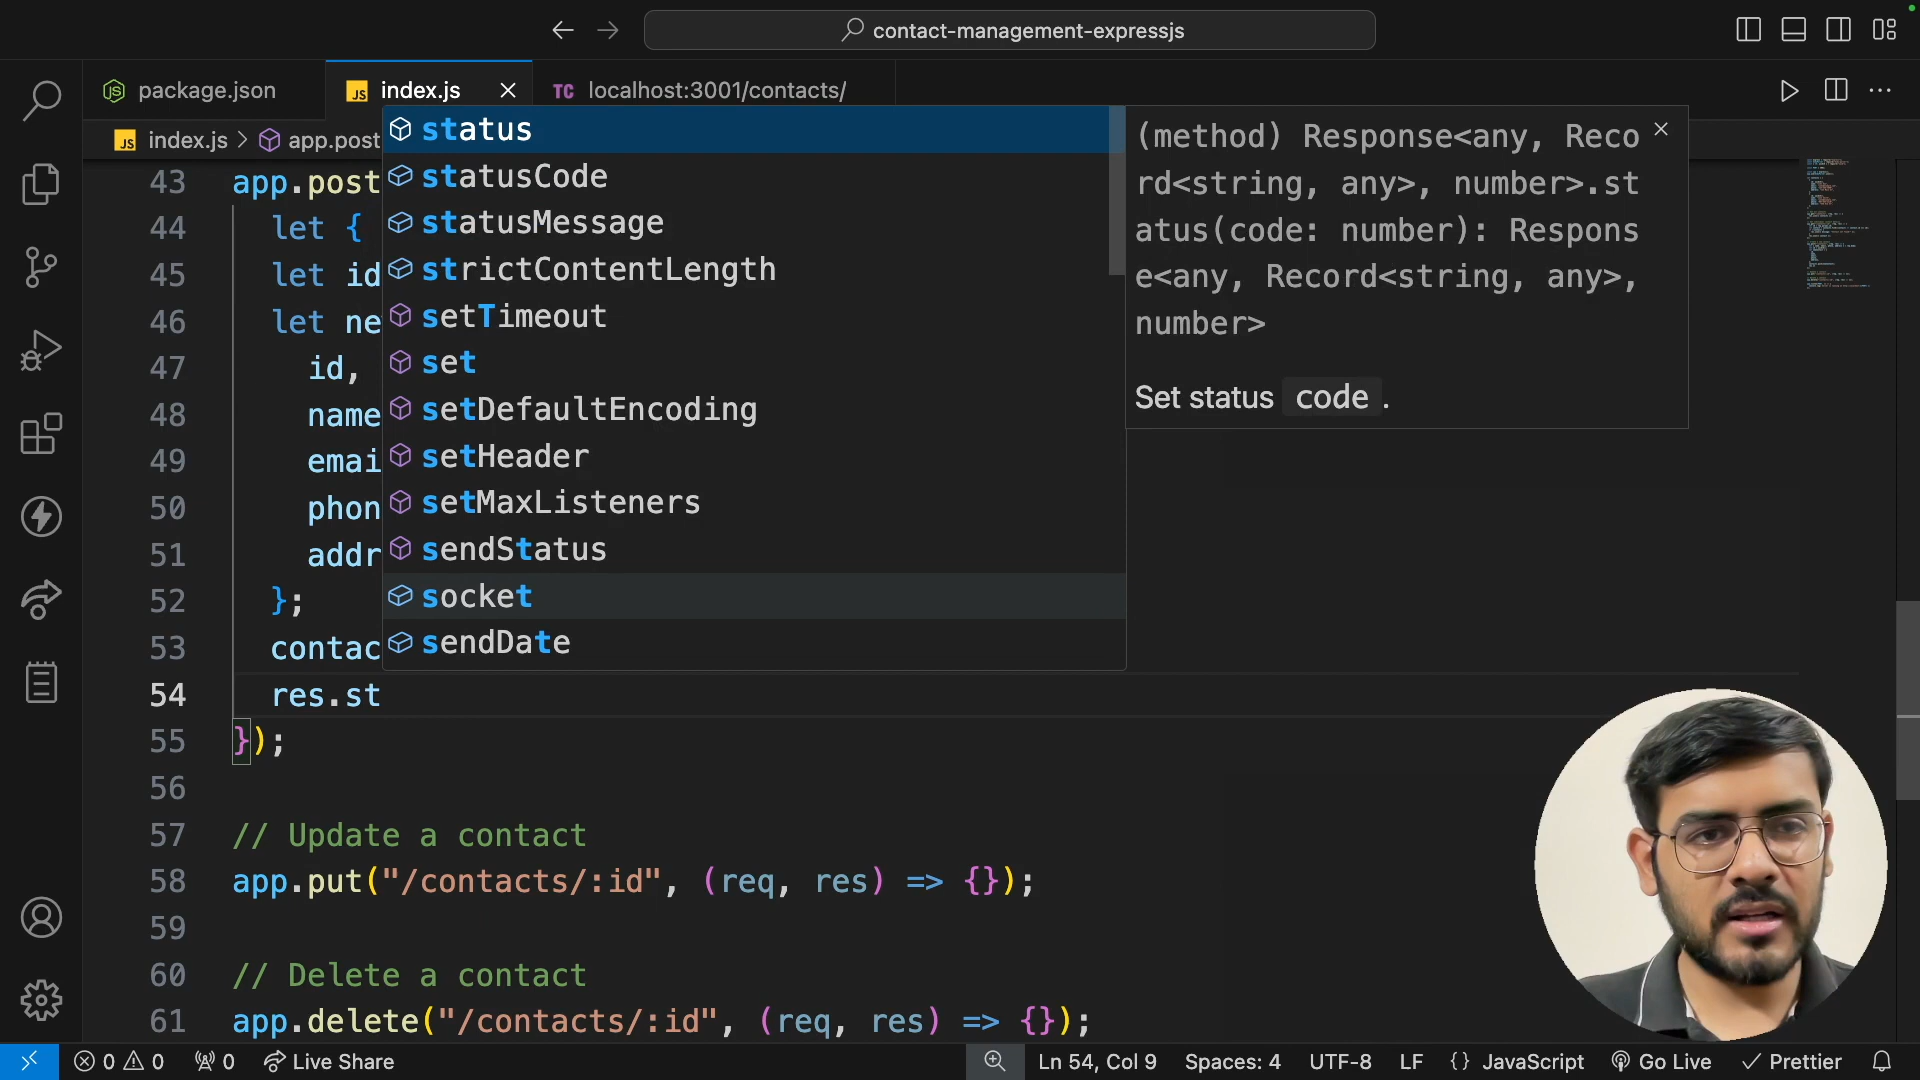 contact-management-expressjs
package.json
index.js
TC localhost:3001/contacts/
JS index.js > app.post
status
statusCode
statusMessage
strictContentLength
setTimeout
set
setDefaultEncoding
setHeader
setMaxListeners
sendStatus
socket
sendDate
(method) Response<any, Reco
rd<string, any>, number>.st
atus(code: number): Respons
e<any, Record<string, any>,
number>
Set status code .
43 app.post
44 let {
45 let id
46 let ne
47 id,
48 name
49 emai
50 phon
51 addr
52 };
53 contac
54 res.st
55 });
56
57 // Update a contact
58 app.put("/contacts/:id", (req, res) => {});
59
60 // Delete a contact
61 app.delete("/contacts/:id", (req, res) => {});
0 0 0 Live Share Ln 54, Col 9 Spaces: 4 UTF-8 LF {} JavaScript Go Live Prettier